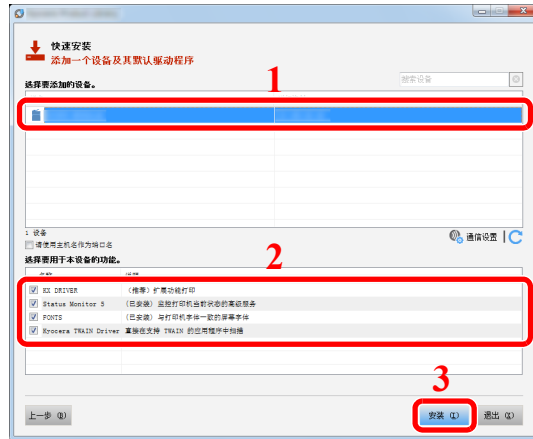 快速安装
添加一个设备及其默认驱动程序
1
选择要添加的设备。
搜索设备
1 设备
请使用主机名作为端口名
通信设置
选择要用于本设备的功能。
2
KX DRIVER （推荐）扩展功能打印
Status Monitor 5 （已安装）监控打印机当前状态的高级服务
FONTS （已安装）与打印机字体一致的屏幕字体
Kyocera TWAIN Driver 直接在支持 TWAIN 的应用程序中扫描
3
上一步 (B)
安装 (I)
退出 (X)